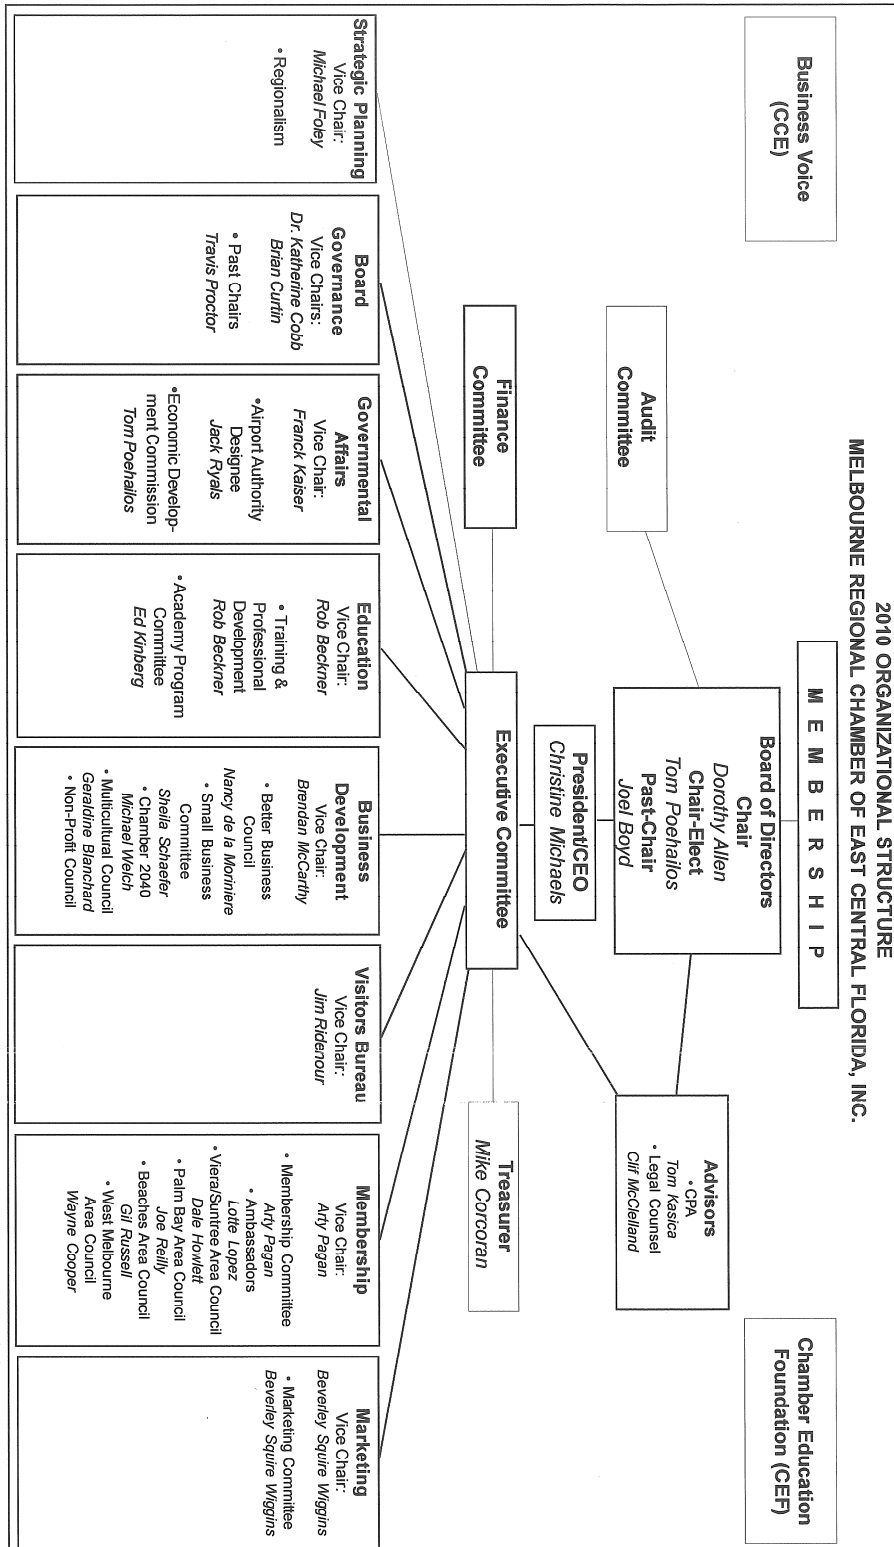 2010 ORGANIZATIONAL STRUCTURE
MELBOURNE REGIONAL CHAMBER OF EAST CENTRAL FLORIDA, INC.
MEMBERSHIP
Business Voice
(CCE)
Chamber Education
Foundation (CEF)
Board of Directors
Chair
Dorothy Allen
Chair-Elect
Tom Poehailos
Past-Chair
Joel Boyd
Audit
Committee
Advisors
• CPA
Tom Kasica
• Legal Counsel
Clif McClelland
President/CEO
Christine Michaels
Finance
Committee
Executive Committee
Treasurer
Mike Corcoran
Strategic Planning
Vice Chair:
Michael Foley
• Regionalism
Board
Governance
Vice Chairs:
Dr. Katherine Cobb
Brian Curtin
• Past Chairs
Travis Proctor
Governmental
Affairs
Vice Chair:
Franck Kaiser
•Airport Authority
Designee
Jack Ryals
•Economic Develop-
ment Commission
Tom Poehailos
Education
Vice Chair:
Rob Beckner
• Training &
Professional
Development
Rob Beckner
• Academy Program
Committee
Ed Kinberg
Business
Development
Vice Chair:
Brendan McCarthy
• Better Business
Council
Nancy de la Moriniere
• Small Business
Committee
Sheila Schaefer
• Chamber 2040
Michael Welch
• Multicultural Council
Geraldine Blanchard
• Non-Profit Council
Visitors Bureau
Vice Chair:
Jim Ridenour
Membership
Vice Chair:
Arty Pagan
• Membership Committee
Arty Pagan
• Ambassadors
Lotte Lopez
• Viera/Suntree Area Council
Dale Howlett
• Palm Bay Area Council
Joe Reilly
• Beaches Area Council
Gil Russell
• West Melbourne
Area Council
Wayne Cooper
Marketing
Vice Chair:
Beverley Squire Wiggins
• Marketing Committee
Beverley Squire Wiggins